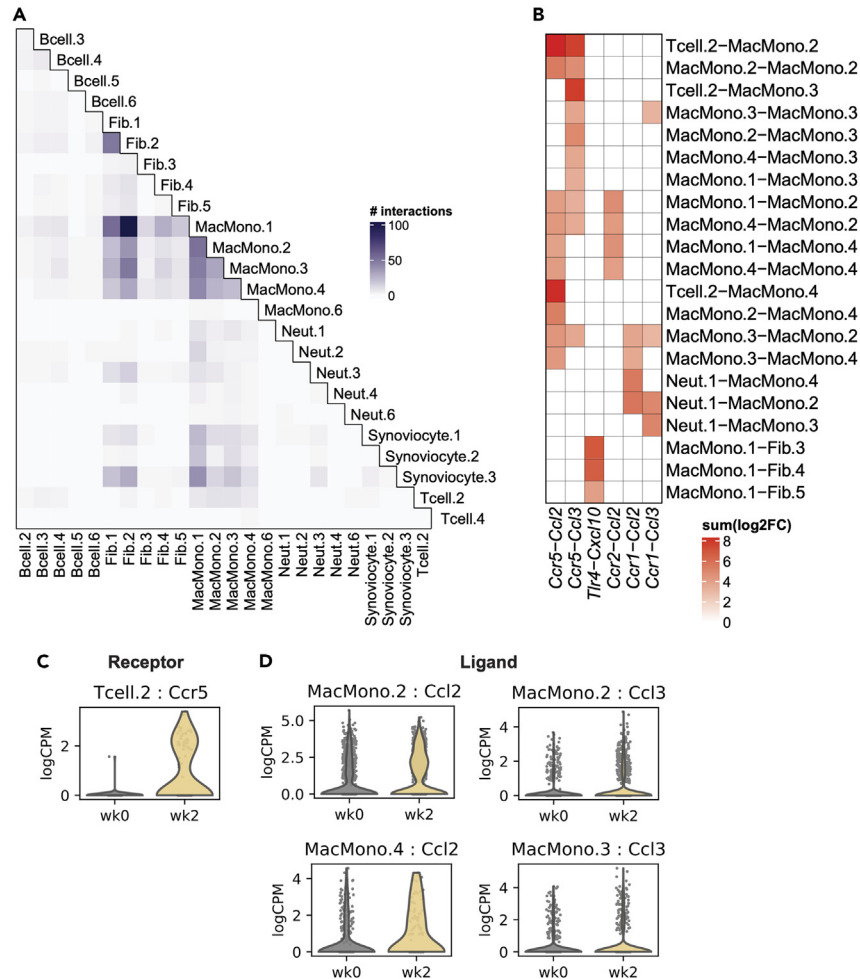 A
Bcell.3
Bcell.4
Bcell.5
Bcell.6
Fib.1
Fib.2
Fib.3
Fib.4
Fib.5
MacMono.1
MacMono.2
MacMono.3
MacMono.4
MacMono.6
Neut.1
Neut.2
Neut.3
Neut.4
Neut.6
Synoviocyte.1
Synoviocyte.2
Synoviocyte.3
Tcell.2
Tcell.4
Bcell.2
Bcell.3
Bcell.4
Bcell.5
Bcell.6
Fib.1
Fib.2
Fib.3
Fib.4
Fib.5
MacMono.1
MacMono.2
MacMono.3
MacMono.4
MacMono.6
Neut.1
Neut.2
Neut.3
Neut.4
Neut.6
Synoviocyte.1
Synoviocyte.2
Synoviocyte.3
Tcell.2
# interactions
100
50
0
B
Tcell.2−MacMono.2
MacMono.2−MacMono.2
Tcell.2−MacMono.3
MacMono.3−MacMono.3
MacMono.2−MacMono.3
MacMono.4−MacMono.3
MacMono.1−MacMono.3
MacMono.1−MacMono.2
MacMono.4−MacMono.2
MacMono.1−MacMono.4
MacMono.4−MacMono.4
Tcell.2−MacMono.4
MacMono.2−MacMono.4
MacMono.3−MacMono.2
MacMono.3−MacMono.4
Neut.1−MacMono.4
Neut.1−MacMono.2
Neut.1−MacMono.3
MacMono.1−Fib.3
MacMono.1−Fib.4
MacMono.1−Fib.5
Ccr5−Ccl2
Ccr5−Ccl3
Tlr4−Cxcl10
Ccr2−Ccl2
Ccr1−Ccl2
Ccr1−Ccl3
sum(log2FC)
8
6
4
2
0
C
Receptor
Tcell.2 : Ccr5
logCPM
2
0
wk0 wk2
D
Ligand
MacMono.2 : Ccl2
logCPM
5.0
2.5
0.0
wk0 wk2
MacMono.2 : Ccl3
logCPM
4
2
0
wk0 wk2
MacMono.4 : Ccl2
logCPM
4
2
0
wk0 wk2
MacMono.3 : Ccl3
logCPM
4
2
0
wk0 wk2